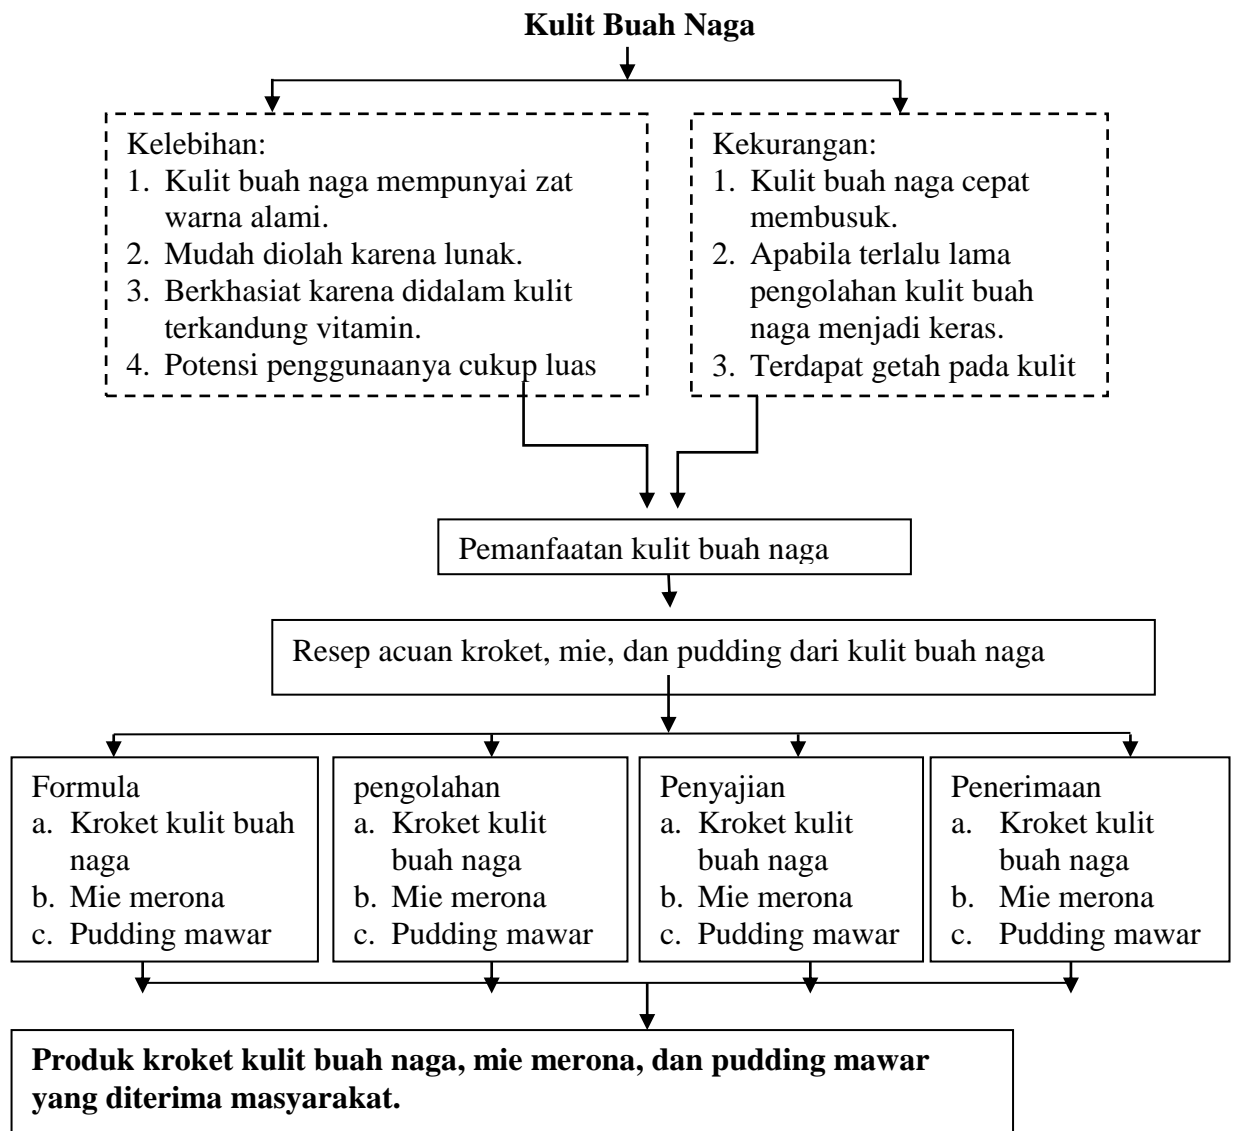 Kulit Buah Naga
Kelebihan:
1. Kulit buah naga mempunyai zat
warna alami.
2. Mudah diolah karena lunak.
3. Berkhasiat karena didalam kulit
terkandung vitamin.
4. Potensi penggunaanya cukup luas
Kekurangan:
1. Kulit buah naga cepat
membusuk.
2. Apabila terlalu lama
pengolahan kulit buah
naga menjadi keras.
3. Terdapat getah pada kulit
Pemanfaatan kulit buah naga
Resep acuan kroket, mie, dan pudding dari kulit buah naga
Formula
a. Kroket kulit buah
naga
b. Mie merona
c. Pudding mawar
pengolahan
a. Kroket kulit
buah naga
b. Mie merona
c. Pudding mawar
Penyajian
a. Kroket kulit
buah naga
b. Mie merona
c. Pudding mawar
Penerimaan
a. Kroket kulit
buah naga
b. Mie merona
c. Pudding mawar
Produk kroket kulit buah naga, mie merona, dan pudding mawar
yang diterima masyarakat.